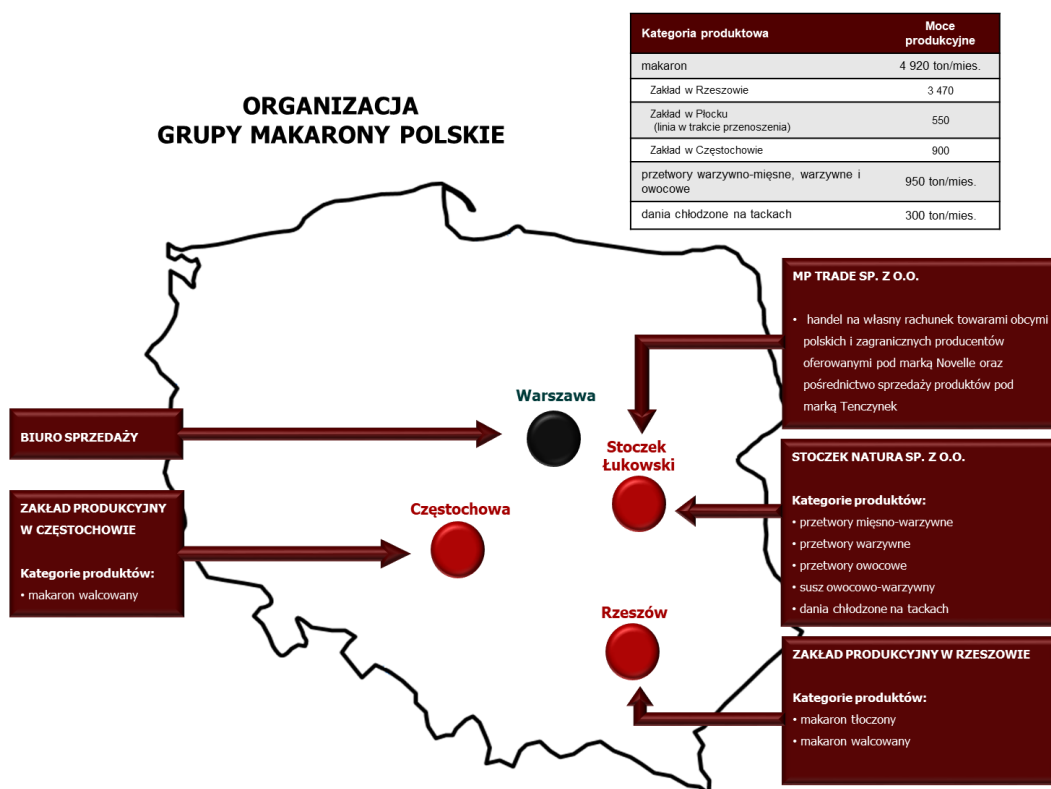 Kategoria produktowa
Moce
produkcyjne
makaron
4 920 ton/mies.
Zakład w Rzeszowie
3 470
Zakład w Płocku
(linia w trakcie przenoszenia)
550
Zakład w Częstochowie
900
przetwory warzywno-mięsne, warzywne i
owocowe
950 ton/mies.
dania chłodzone na tackach
300 ton/mies.
ORGANIZACJA
GRUPY MAKARONY POLSKIE
MP TRADE SP. Z O.O.
• handel na własny rachunek towarami obcymi
polskich i zagranicznych producentów
oferowanymi pod marką Novelle oraz
pośrednictwo sprzedaży produktów pod
marką Tenczynek
Warszawa
BIURO SPRZEDAŻY
Stoczek
Łukowski
STOCZEK NATURA SP. Z O.O.
Kategorie produktów:
• przetwory mięsno-warzywne
• przetwory warzywne
• przetwory owocowe
• susz owocowo-warzywny
• dania chłodzone na tackach
ZAKŁAD PRODUKCYJNY
W CZĘSTOCHOWIE
Kategorie produktów:
• makaron walcowany
Częstochowa
Rzeszów
ZAKŁAD PRODUKCYJNY W RZESZOWIE
Kategorie produktów:
• makaron tłoczony
• makaron walcowany